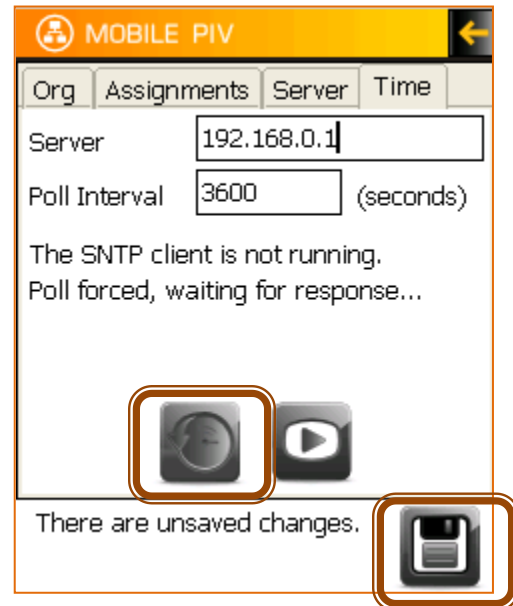 MOBILE PIV
Org Assignments Server Time
Server 192.168.0.1
Poll Interval 3600 (seconds)
The SNTP client is not running.
Poll forced, waiting for response...
There are unsaved changes.